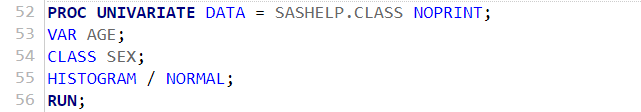 52 PROC UNIVARIATE DATA = SASHELP.CLASS NOPRINT;
53 VAR AGE;
54 CLASS SEX;
55 HISTOGRAM / NORMAL;
56 RUN;